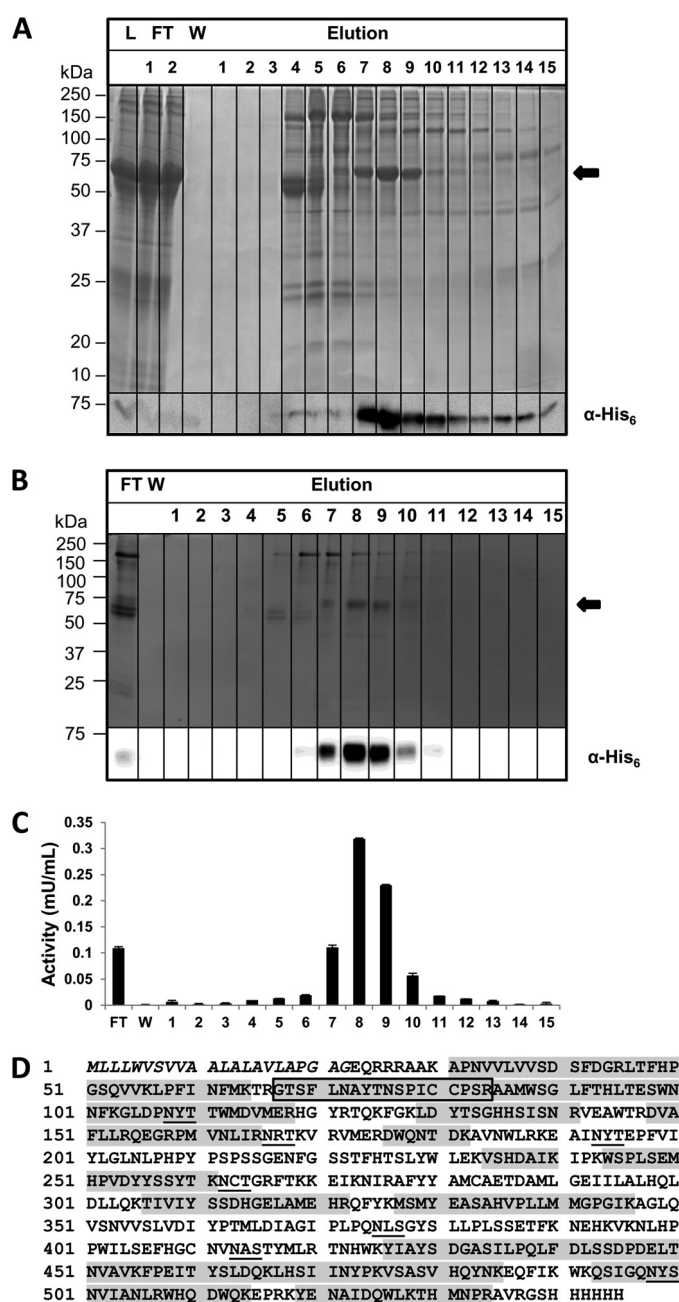 A
L FT W Elution
1 2 1 2 3 4 5 6 7 8 9 10 11 12 13 14 15
kDa
250
150
100
75
50
37
25
20
10
75
α-His6
B
FT W Elution
1 2 3 4 5 6 7 8 9 10 11 12 13 14 15
kDa
250
150
100
75
50
37
25
75
α-His6
C
Activity (mU/mL)
0.35
0.3
0.25
0.2
0.15
0.1
0.05
0
FT W 1 2 3 4 5 6 7 8 9 10 11 12 13 14 15
D
1 MLLLWVSVVA ALALAVLAPG AGEQRRRAAK APNVVLVVSD SFDGRLTFHP
51 GSQVVKLPFI NFMKTRGTSF LNAYTNSPIC CPSRAAMWSG LFTHLTESWN
101 NFKGLDPNYT TWMDVMERHG YRTQKFGKLD YTSGHHSISN RVEAWTRDVA
151 FLLRQEGRPM VNLIRNRTKV RVMERDWQNT DKAVNWLRKE AINYTEPFVI
201 YLGLNLPHPY PSPSSGENFG SSTFHTSLYW LEKVSHDAIK IPKWSPLSEM
251 HPVDYYSSYT KNCTGRFTKK EIKNIRAFYY AMCAETDAML GEIILALHQL
301 DLLQKTIVIY SSDHGELAME HRQFYKMSMY EASAHVPLLM MGPGIKAGLQ
351 VSNVVSLVDI YPTMLDIAGI PLPQNLSGYS LLPLSSETFK NEHKVKNLHP
401 PWILSEFHGC NVNASTYMLR TNHWKYIAYS DGASILPQLF DLSSDPDELT
451 NVAVKFPEIT YSLDQKLHSI INYPKVSASV HQYNKEQFIK WKQSIGQNYS
501 NVIANLRWHQ DWQKEPRKYE NAIDQWLKTH MNPRAVRGSH HHHHH